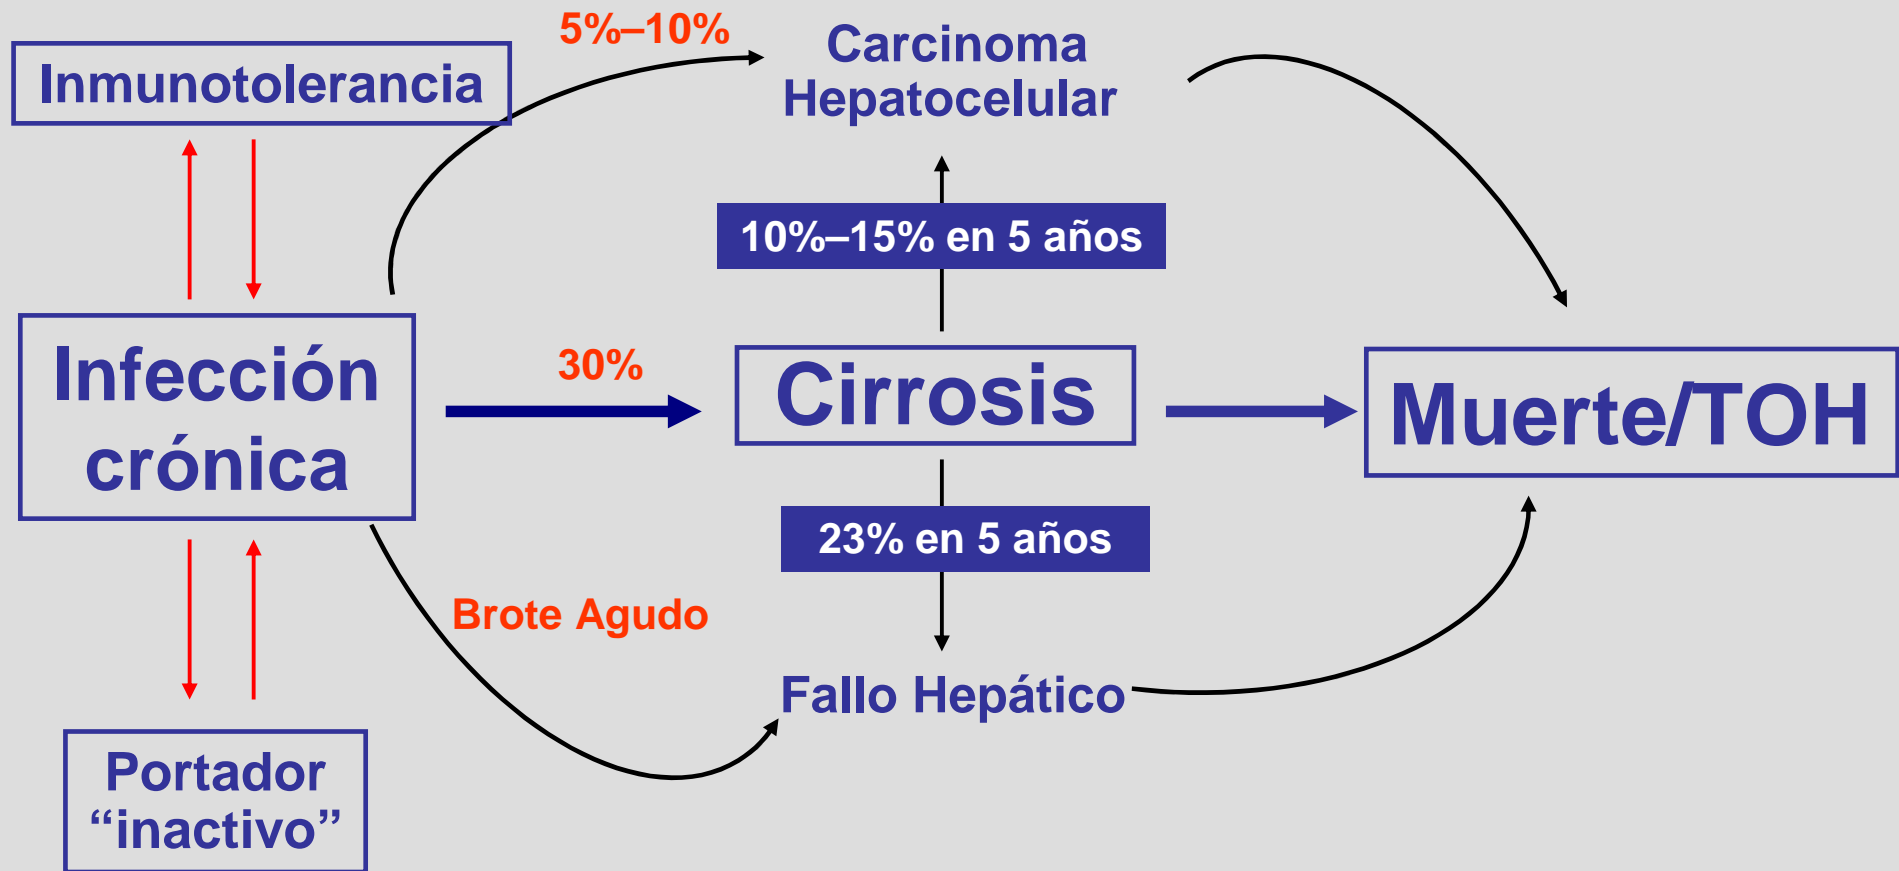 5%–10%
Carcinoma
Hepatocelular
Inmunotolerancia
10%–15% en 5 años
Infección
crónica
30%
Cirrosis
Muerte/TOH
23% en 5 años
Brote Agudo
Fallo Hepático
Portador
“inactivo”